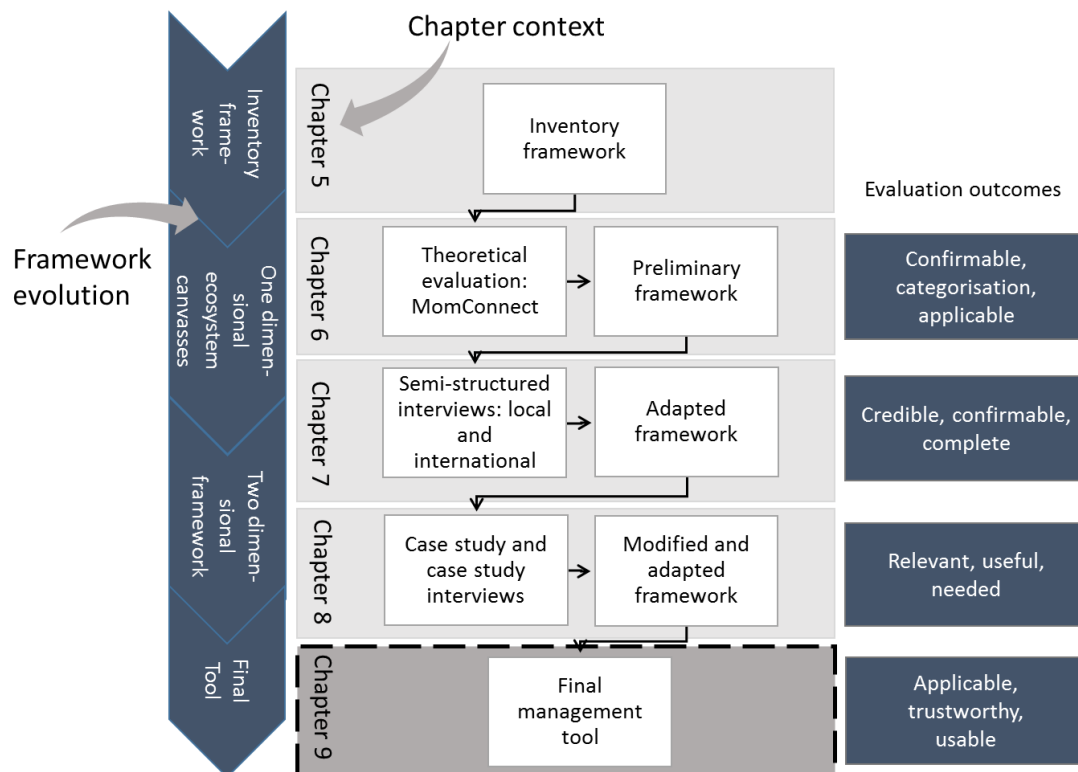 Chapter context
Framework
evolution
Inventory
frame-
work
One dimen-
sional
ecosystem
canvasses
Two dimen-
sional
framework
Final
Tool
Chapter 5
Inventory
framework
Evaluation outcomes
Chapter 6
Theoretical
evaluation:
MomConnect
Preliminary
framework
Confirmable,
categorisation,
applicable
Chapter 7
Semi-structured
interviews: local
and
international
Adapted
framework
Credible, confirmable,
complete
Chapter 8
Case study and
case study
interviews
Modified and
adapted
framework
Relevant, useful,
needed
Chapter 9
Final
management
tool
Applicable,
trustworthy,
usable